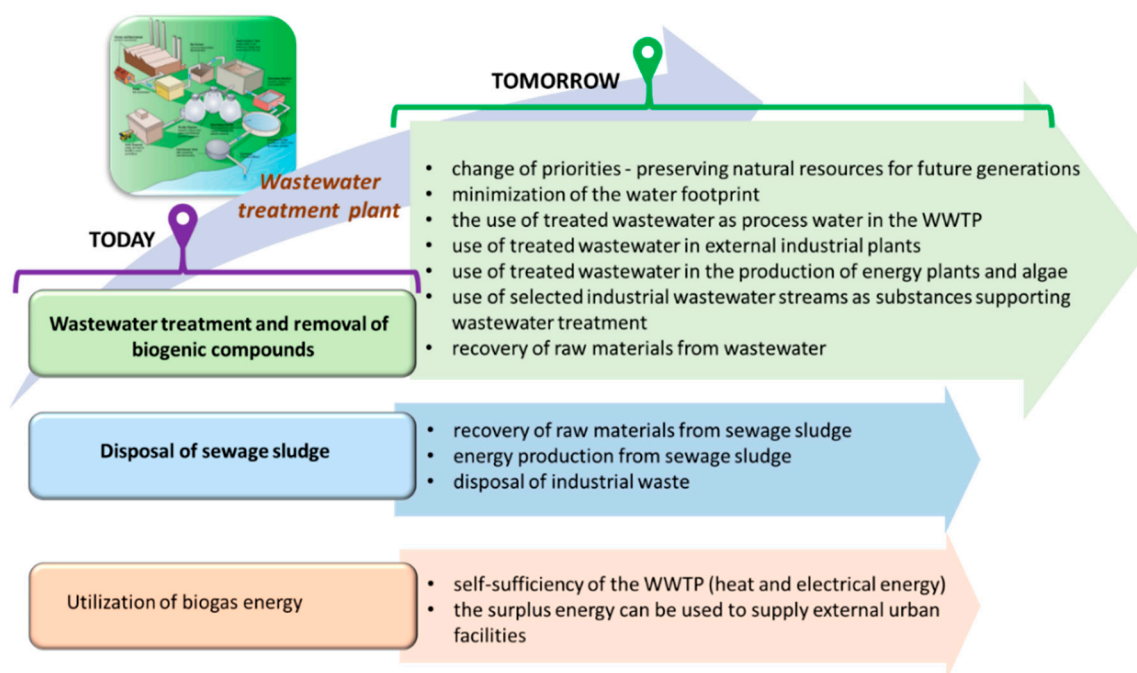 TOMORROW
Wastewater
treatment plant
TODAY
Wastewater treatment and removal of
biogenic compounds
• change of priorities - preserving natural resources for future generations
• minimization of the water footprint
• the use of treated wastewater as process water in the WWTP
• use of treated wastewater in external industrial plants
• use of treated wastewater in the production of energy plants and algae
• use of selected industrial wastewater streams as substances supporting
wastewater treatment
• recovery of raw materials from wastewater
Disposal of sewage sludge
• recovery of raw materials from sewage sludge
• energy production from sewage sludge
• disposal of industrial waste
Utilization of biogas energy
• self-sufficiency of the WWTP (heat and electrical energy)
• the surplus energy can be used to supply external urban
facilities